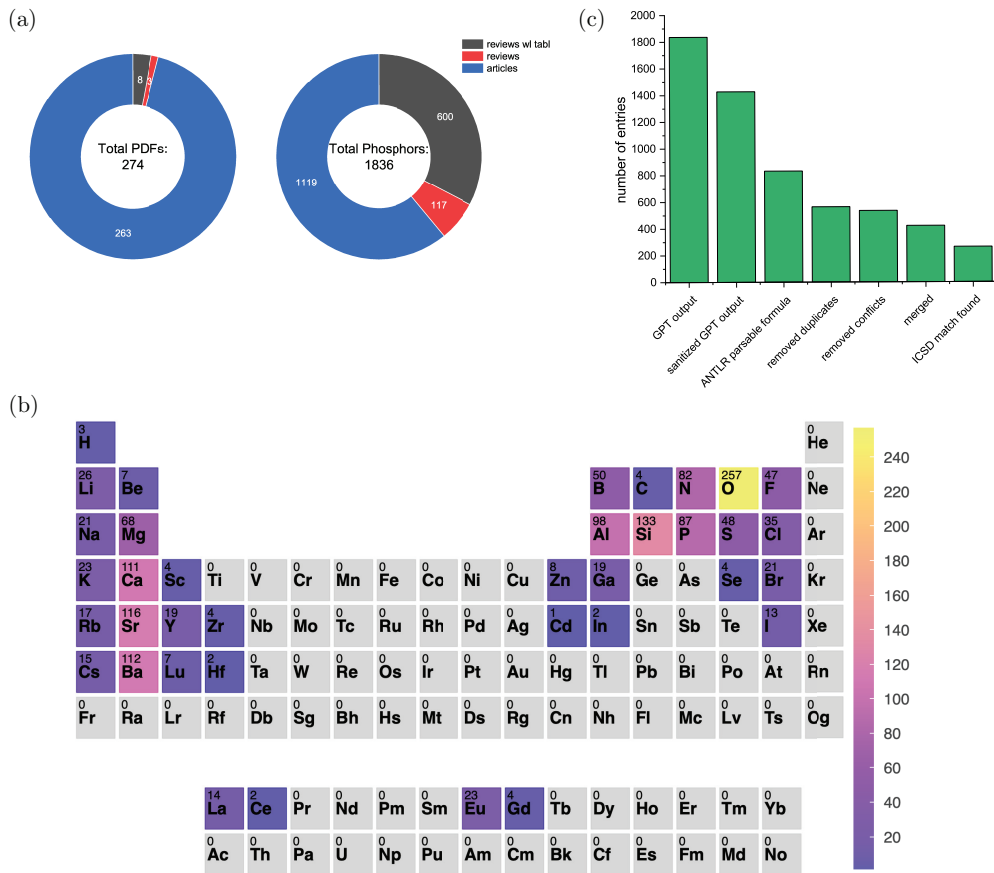 (a)
reviews wl tabl
reviews
articles
8
3
Total PDFs:
274
263
600
Total Phosphors:
1836
1119
117
(c)
number of entries
2000
1800
1600
1400
1200
1000
800
600
400
200
0
GPT output
sanitized GPT output
ANTLR parsable formula
removed duplicates
removed conflicts
merged
ICSD match found
(b)
3 0
H He
26 7 50 4 82 257 47 0
Li Be B C N O F Ne
21 68 98 133 87 48 35 0
Na Mg Al Si P S Cl Ar
23 111 4 0 0 0 0 0 0 0 0 8 19 0 0 4 21 0
K Ca Sc Ti V Cr Mn Fe Co Ni Cu Zn Ga Ge As Se Br Kr
17 116 19 4 0 0 0 0 0 0 0 1 2 0 0 0 13 0
Rb Sr Y Zr Nb Mo Tc Ru Rh Pd Ag Cd In Sn Sb Te I Xe
15 112 7 2 0 0 0 0 0 0 0 0 0 0 0 0 0 0
Cs Ba Lu Hf Ta W Re Os Ir Pt Au Hg Tl Pb Bi Po At Rn
0 0 0 0 0 0 0 0 0 0 0 0 0 0 0 0 0 0
Fr Ra Lr Rf Db Sg Bh Hs Mt Ds Rg Cn Nh Fl Mc Lv Ts Og
14 2 0 0 0 0 23 4 0 0 0 0 0 0
La Ce Pr Nd Pm Sm Eu Gd Tb Dy Ho Er Tm Yb
0 0 0 0 0 0 0 0 0 0 0 0 0 0
Ac Th Pa U Np Pu Am Cm Bk Cf Es Fm Md No
240
220
200
180
160
140
120
100
80
60
40
20